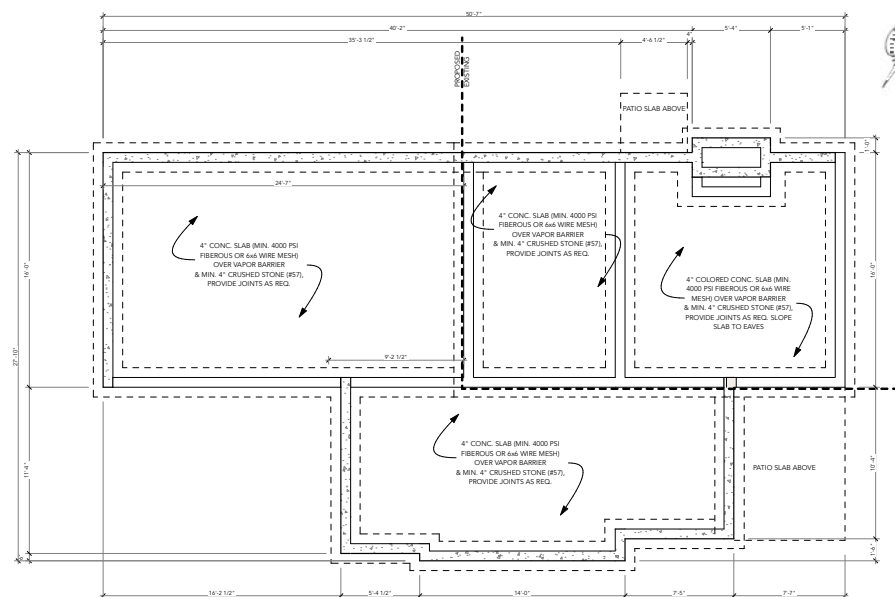 50'-7"
40'-2"
5'-4"
5'-1"
35'-3 1/2"
4'-6 1/2"
4"
PROPOSED
EXISTING
PATIO SLAB ABOVE
1'-0"
24'-7"
4" CONC. SLAB (MIN. 4000 PSI
FIBEROUS OR 6x6 WIRE MESH)
OVER VAPOR BARRIER
& MIN. 4" CRUSHED STONE (#57),
PROVIDE JOINTS AS REQ.
4" CONC. SLAB (MIN. 4000 PSI
FIBEROUS OR 6x6 WIRE MESH)
OVER VAPOR BARRIER
& MIN. 4" CRUSHED STONE (#57),
PROVIDE JOINTS AS REQ.
4" COLORED CONC. SLAB (MIN.
4000 PSI FIBEROUS OR 6x6 WIRE
MESH) OVER VAPOR BARRIER
& MIN. 4" CRUSHED STONE (#57),
PROVIDE JOINTS AS REQ. SLOPE
SLAB TO EAVES
16'-0"
16'-0"
27'-10"
9'-2 1/2"
4" CONC. SLAB (MIN. 4000 PSI
FIBEROUS OR 6x6 WIRE MESH)
OVER VAPOR BARRIER
& MIN. 4" CRUSHED STONE (#57),
PROVIDE JOINTS AS REQ.
PATIO SLAB ABOVE
11'-4"
10'-4"
1'-6"
16'-2 1/2"
5'-4 1/2"
14'-0"
7'-5"
7'-7"